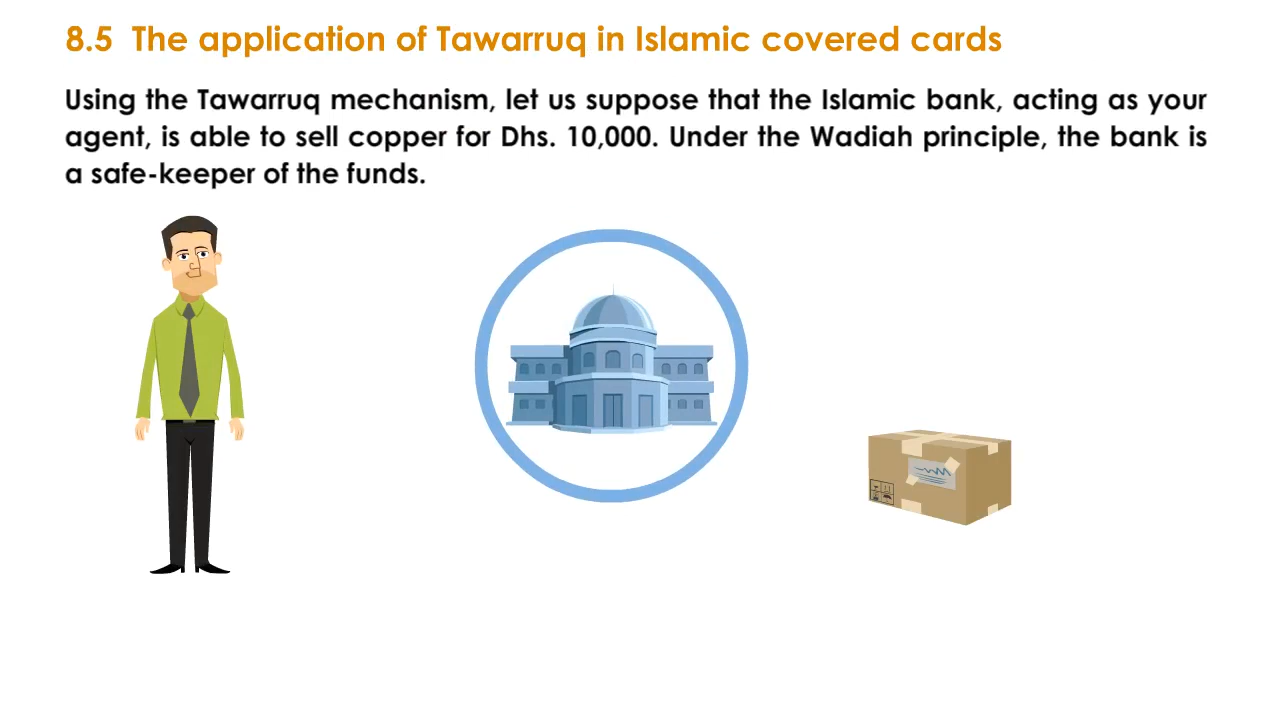 8.5 The application of Tawarruq in Islamic covered cards
Using the Tawarruq mechanism, let us suppose that the Islamic bank, acting as your
agent, is able to sell copper for Dhs. 10,000. Under the Wadiah principle, the bank is
a safe-keeper of the funds.